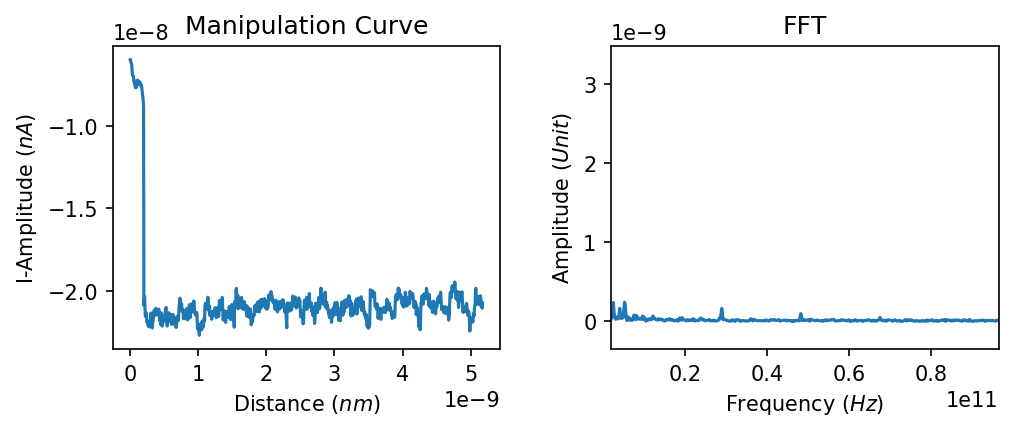 Manipulation Curve
1e−8
I-Amplitude (nA)
−1.0
−1.5
−2.0
0 1 2 3 4 5
1e−9
Distance (nm)
FFT
1e−9
Amplitude (Unit)
3
2
1
0
0.2 0.4 0.6 0.8
1e11
Frequency (Hz)